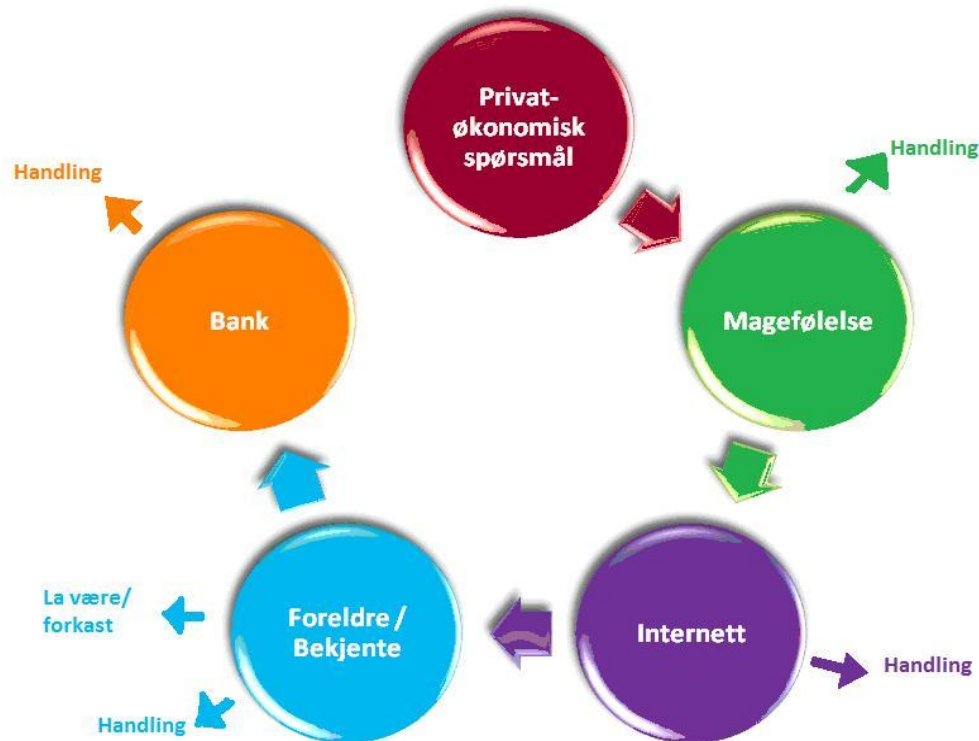 Privat-
økonomisk
spørsmål
Handling
Magefølelse
Handling
Internett
Foreldre /
Bekjente
La være/
forkast
Handling
Bank
Handling